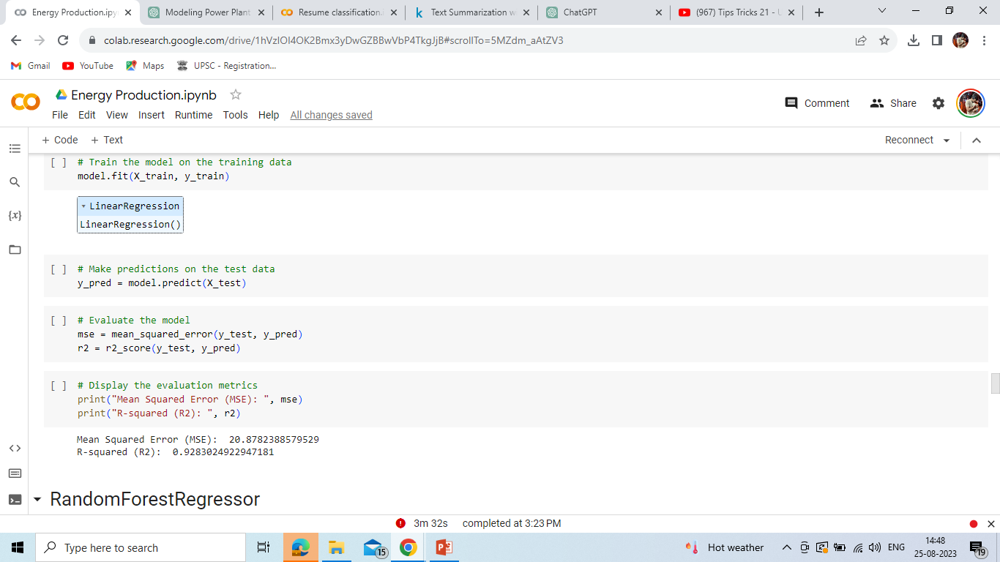 Energy Production.ipy
Modeling Power Plant
Resume classification.
Text Summarization w
ChatGPT
(967) Tips Tricks 21 - U
colab.research.google.com/drive/1hVzlOI4OK2Bmx3yDwGZBBwVbP4TkgJjB#scrollTo=5MZdm_aAtZV3
Gmail
YouTube
Maps
UPSC - Registration...
Energy Production.ipynb
Comment
Share
File Edit View Insert Runtime Tools Help All changes saved
+ Code + Text
Reconnect
[ ] # Train the model on the training data
model.fit(X_train, y_train)
LinearRegression
LinearRegression()
[ ] # Make predictions on the test data
y_pred = model.predict(X_test)
[ ] # Evaluate the model
mse = mean_squared_error(y_test, y_pred)
r2 = r2_score(y_test, y_pred)
[ ] # Display the evaluation metrics
print("Mean Squared Error (MSE): ", mse)
print("R-squared (R2): ", r2)
Mean Squared Error (MSE):  20.8782388579529
R-squared (R2):  0.9283024922947181
RandomForestRegressor
3m 32s completed at 3:23 PM
Type here to search
15
Hot weather
ENG
14:48
25-08-2023
19